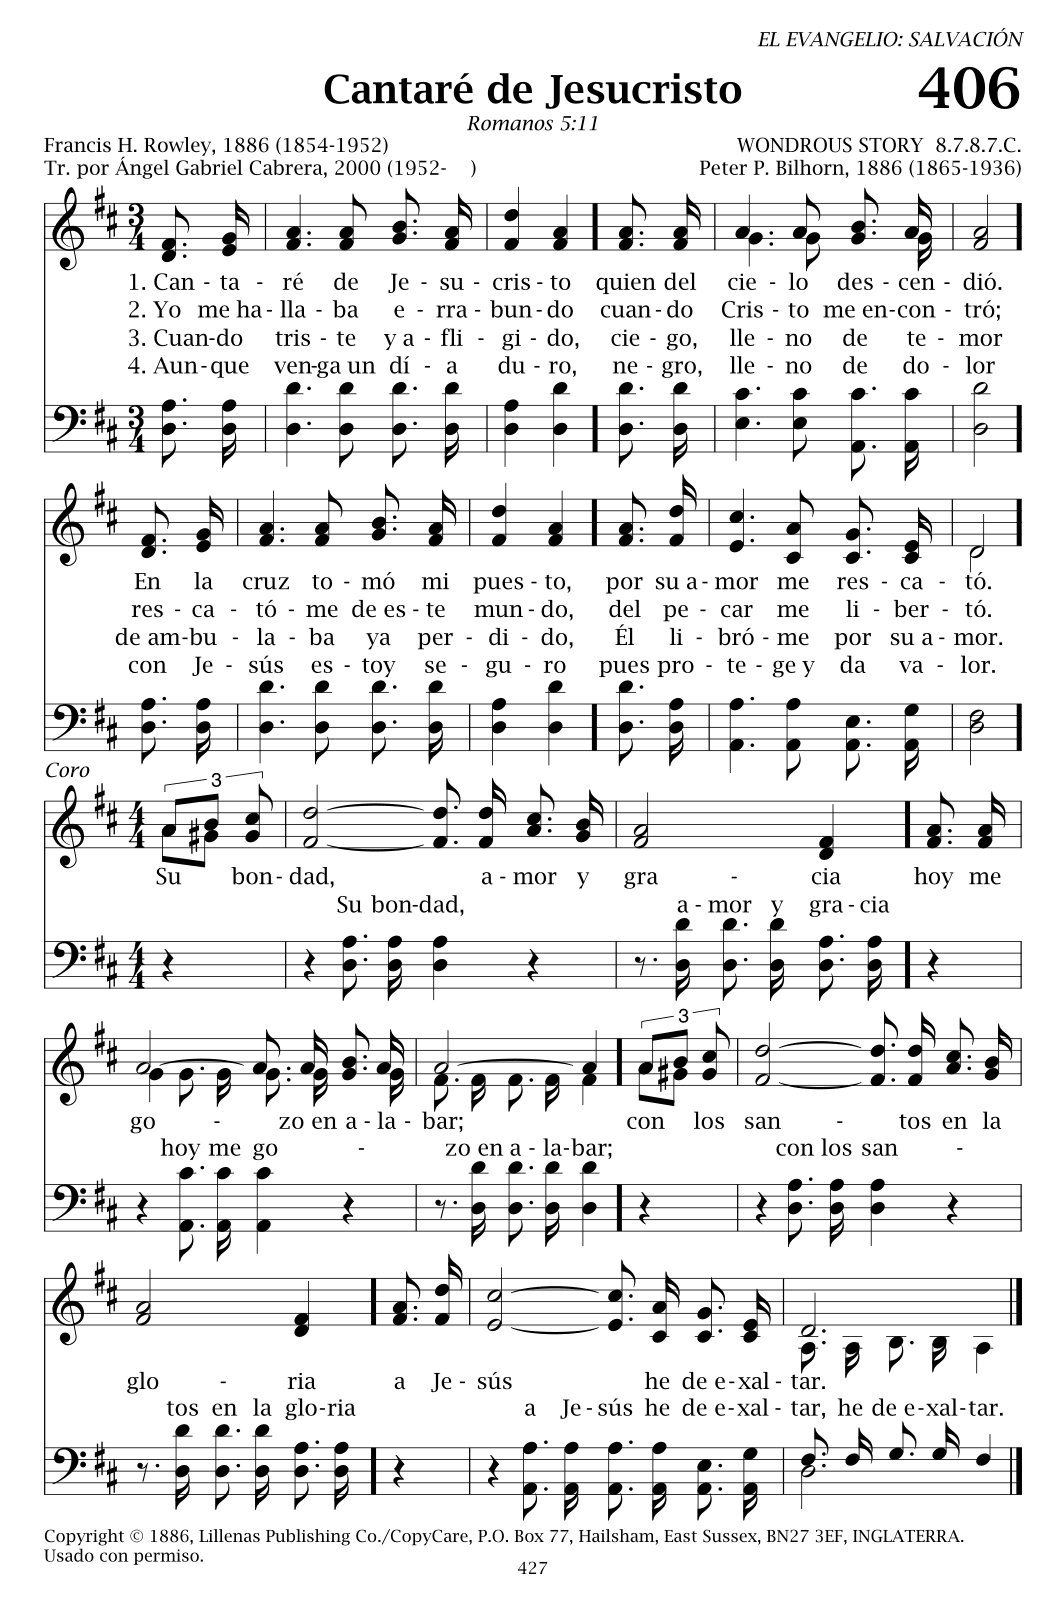 EL EVANGELIO: SALVACIÓN
Cantaré de Jesucristo 406
Romanos 5:11
Francis H. Rowley, 1886 (1854-1952) WONDROUS STORY 8.7.8.7.C.
Tr. por Ángel Gabriel Cabrera, 2000 (1952- ) Peter P. Bilhorn, 1886 (1865-1936)
1. Can - ta - ré de Je - su - cris - to quien del cie - lo des - cen - dió.
2. Yo me ha - lla - ba e - rra - bun - do cuan - do Cris - to me en-con - tró;
3. Cuan-do tris - te y a - fli - gi - do, cie - go, lle - no de te - mor
4. Aun-que ven-ga un dí - a du - ro, ne - gro, lle - no de do - lor
En la cruz to - mó mi pues - to, por su a - mor me res - ca - tó.
res - ca - tó - me de es - te mun - do, del pe - car me li - ber - tó.
de am-bu - la - ba ya per - di - do, Él li - bró - me por su a - mor.
con Je - sús es - toy se - gu - ro pues pro - te - ge y da va - lor.
Coro
3
Su bon - dad, a - mor y gra - cia hoy me
Su bon-dad, a - mor y gra - cia
3
go - zo en a - la - bar; con los san - tos en la
hoy me go - zo en a - la-bar; con los san -
glo - ria a Je - sús he de e-xal - tar.
tos en la glo-ria a Je - sús he de e-xal - tar, he de e-xal-tar.
Copyright © 1886, Lillenas Publishing Co./CopyCare, P.O. Box 77, Hailsham, East Sussex, BN27 3EF, INGLATERRA.
Usado con permiso.
427